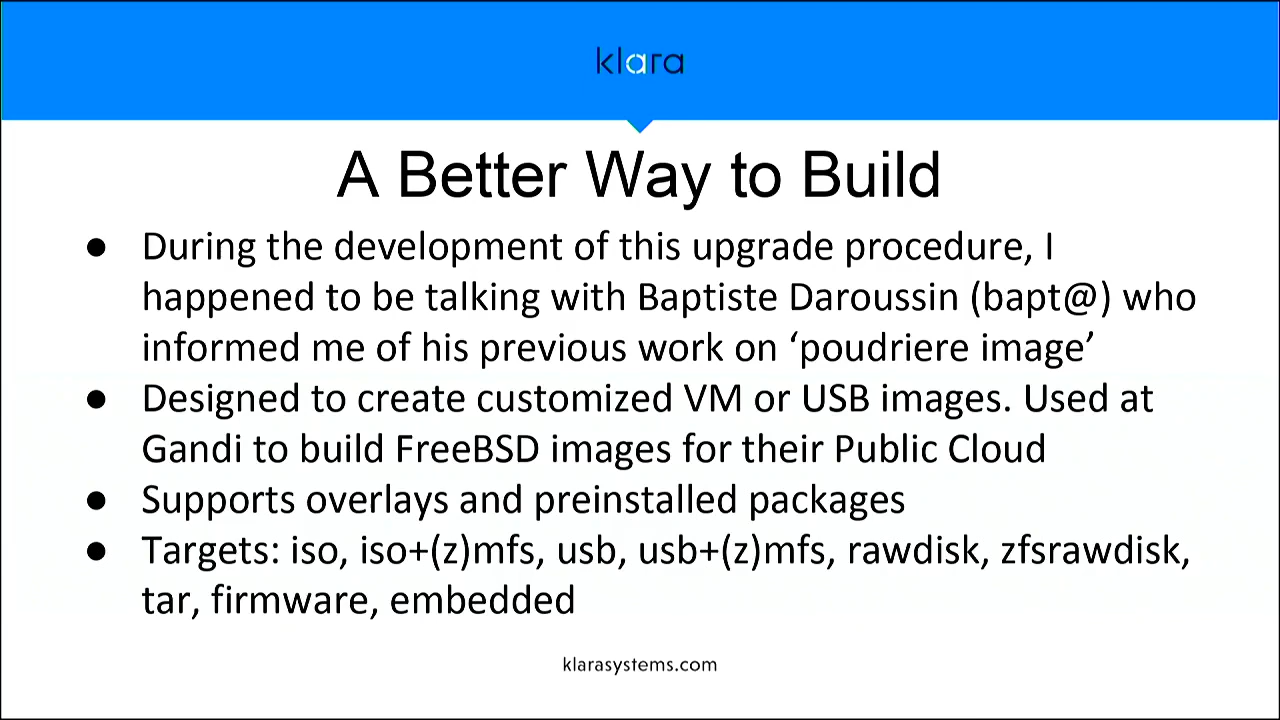 klara
A Better Way to Build
● During the development of this upgrade procedure, I
happened to be talking with Baptiste Daroussin (bapt@) who
informed me of his previous work on ‘poudriere image’
● Designed to create customized VM or USB images. Used at
Gandi to build FreeBSD images for their Public Cloud
● Supports overlays and preinstalled packages
● Targets: iso, iso+(z)mfs, usb, usb+(z)mfs, rawdisk, zfsrawdisk,
tar, firmware, embedded
klarasystems.com